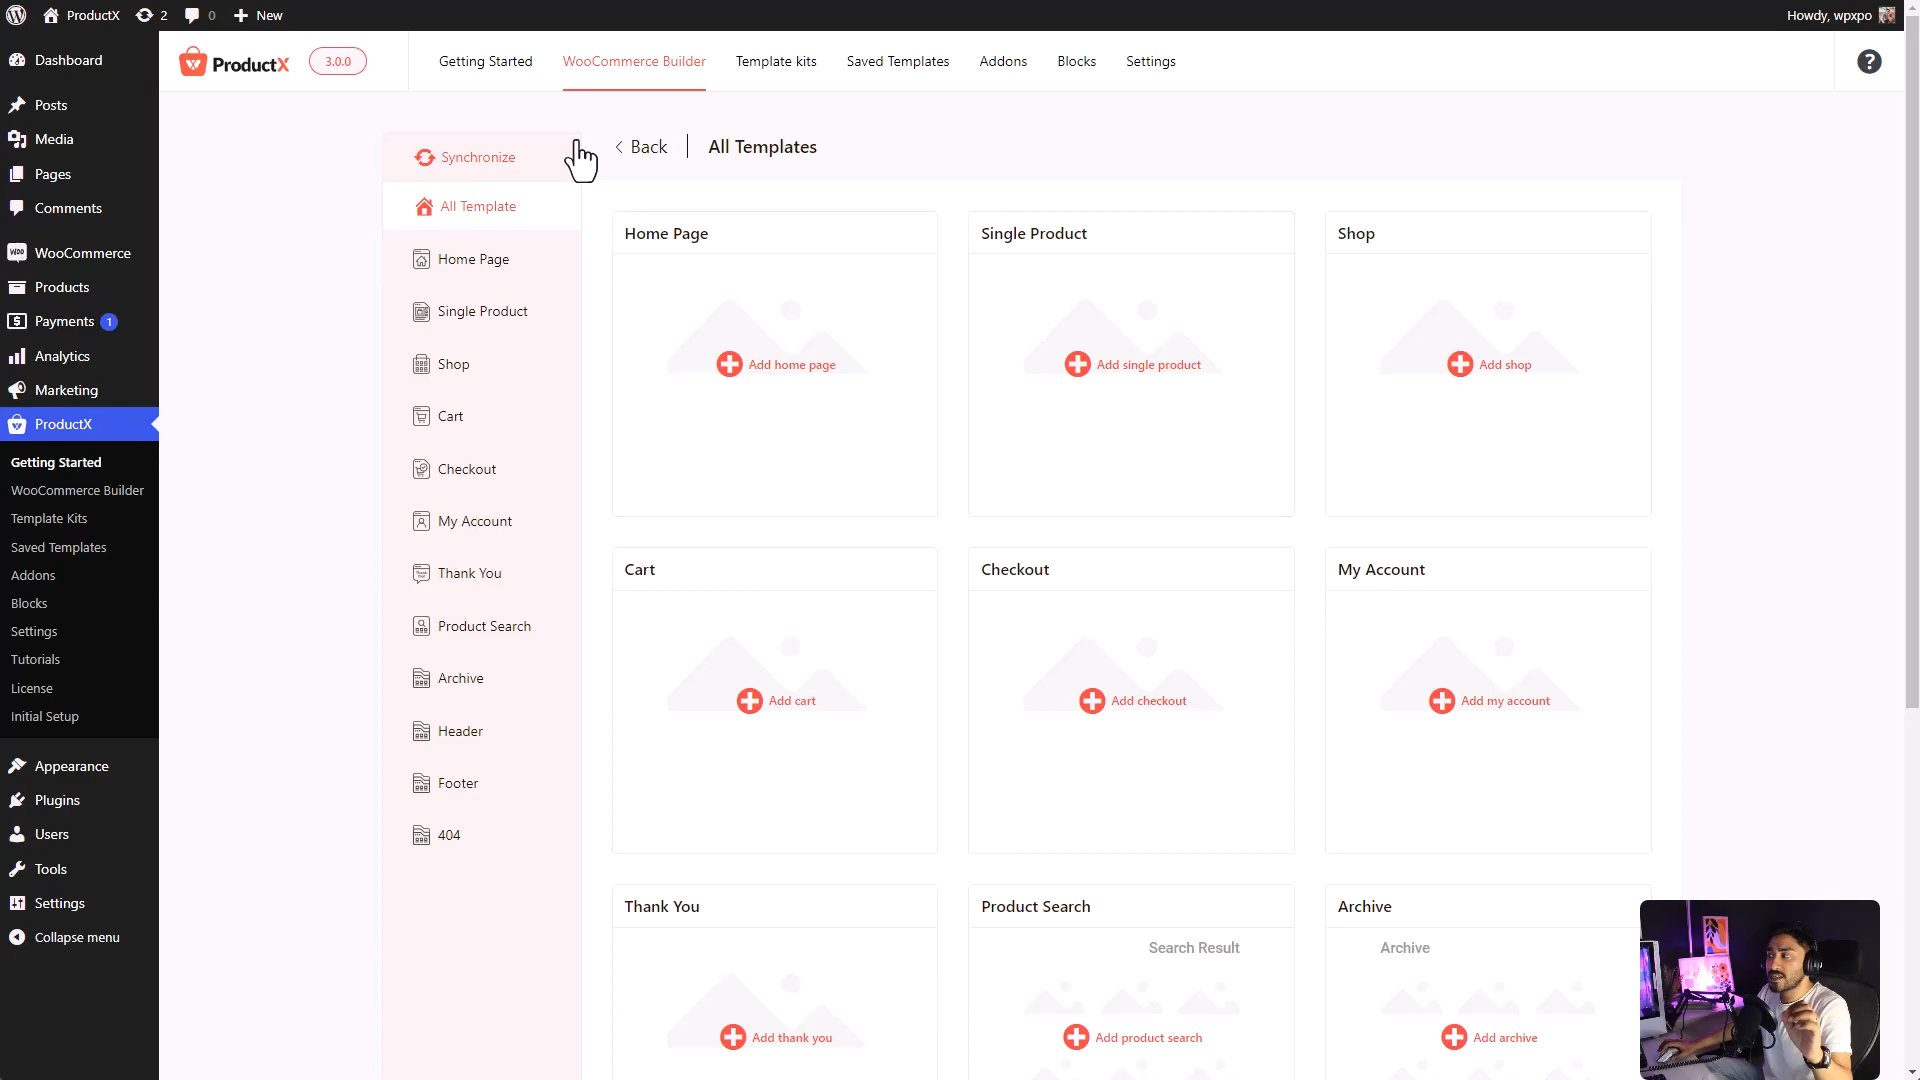 ProductX
2
0
New
Howdy, wpxpo
Dashboard
Posts
Media
Pages
Comments
WooCommerce
Products
Payments 1
Analytics
Marketing
ProductX
Getting Started
WooCommerce Builder
Template Kits
Saved Templates
Addons
Blocks
Settings
Tutorials
License
Initial Setup
Appearance
Plugins
Users
Tools
Settings
Collapse menu
ProductX
3.0.0
Getting Started
WooCommerce Builder
Template kits
Saved Templates
Addons
Blocks
Settings
?
Synchronize
All Template
Home Page
Single Product
Shop
Cart
Checkout
My Account
Thank You
Product Search
Archive
Header
Footer
404
Back
All Templates
Home Page
Add home page
Single Product
Add single product
Shop
Add shop
Cart
Add cart
Checkout
Add checkout
My Account
Add my account
Thank You
Add thank you
Product Search
Search Result
Add product search
Archive
Archive
Add archive